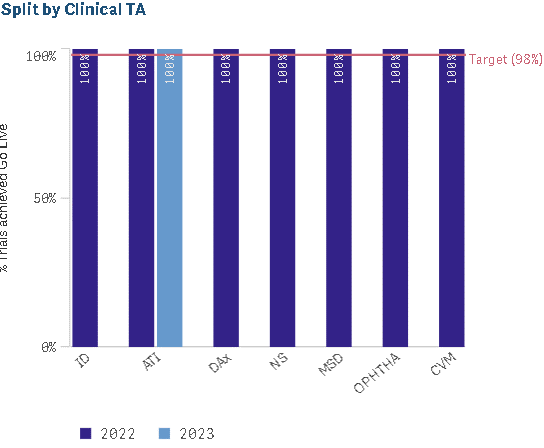 Split by Clinical TA
100%
50%
0%
% Trials achieved Go Live
100%
100%
100%
100%
100%
100%
100%
100%
Target (98%)
ID
ATI
DAx
NS
MSD
OPHTHA
CVM
2022
2023